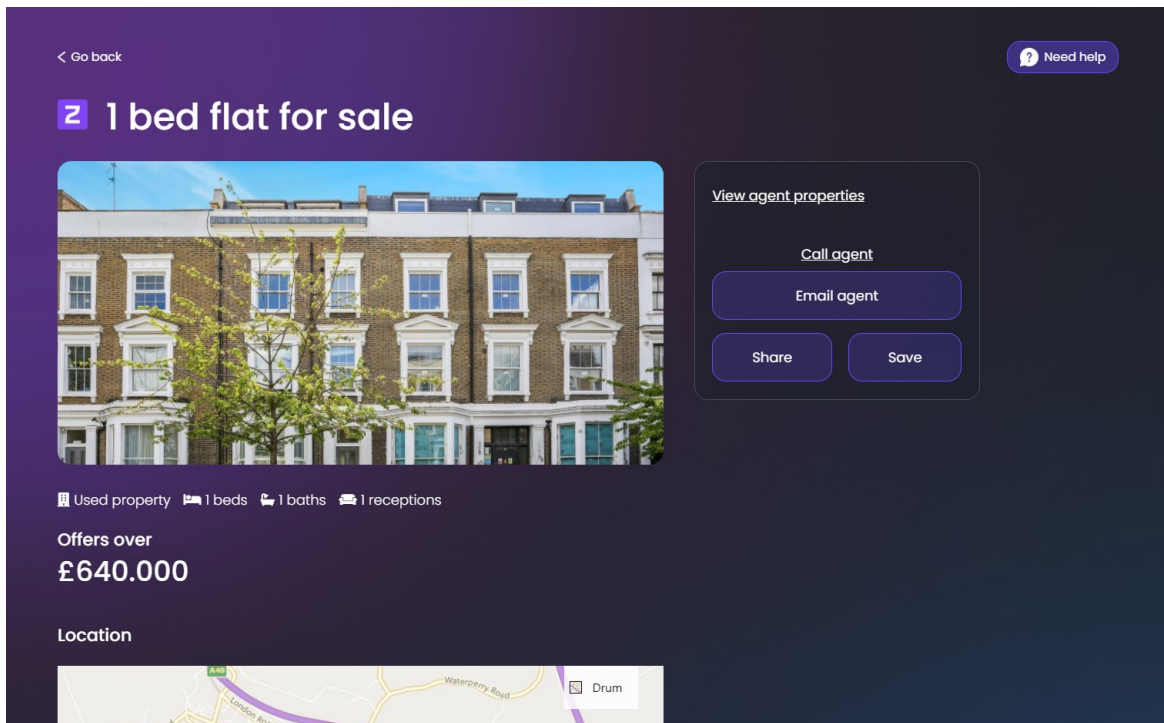 Go back
Need help
Z 1 bed flat for sale
View agent properties
Call agent
Email agent
Share Save
Used property 1 beds 1 baths 1 receptions
Offers over
£640.000
Location
A40
Waterperry Road
London Ro
Drum